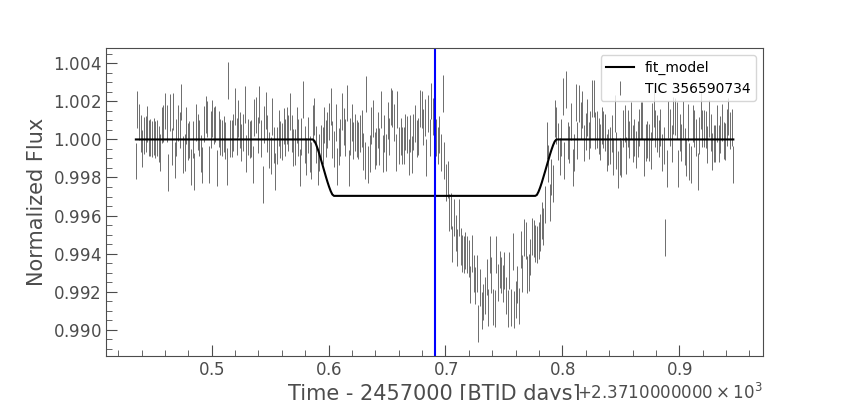 fit_model
TIC 356590734
1.004
1.002
1.000
0.998
0.996
0.994
0.992
0.990
Normalized Flux
0.5 0.6 0.7 0.8 0.9
Time - 2457000 [BTJD days]
+2.3710000000 × 10³